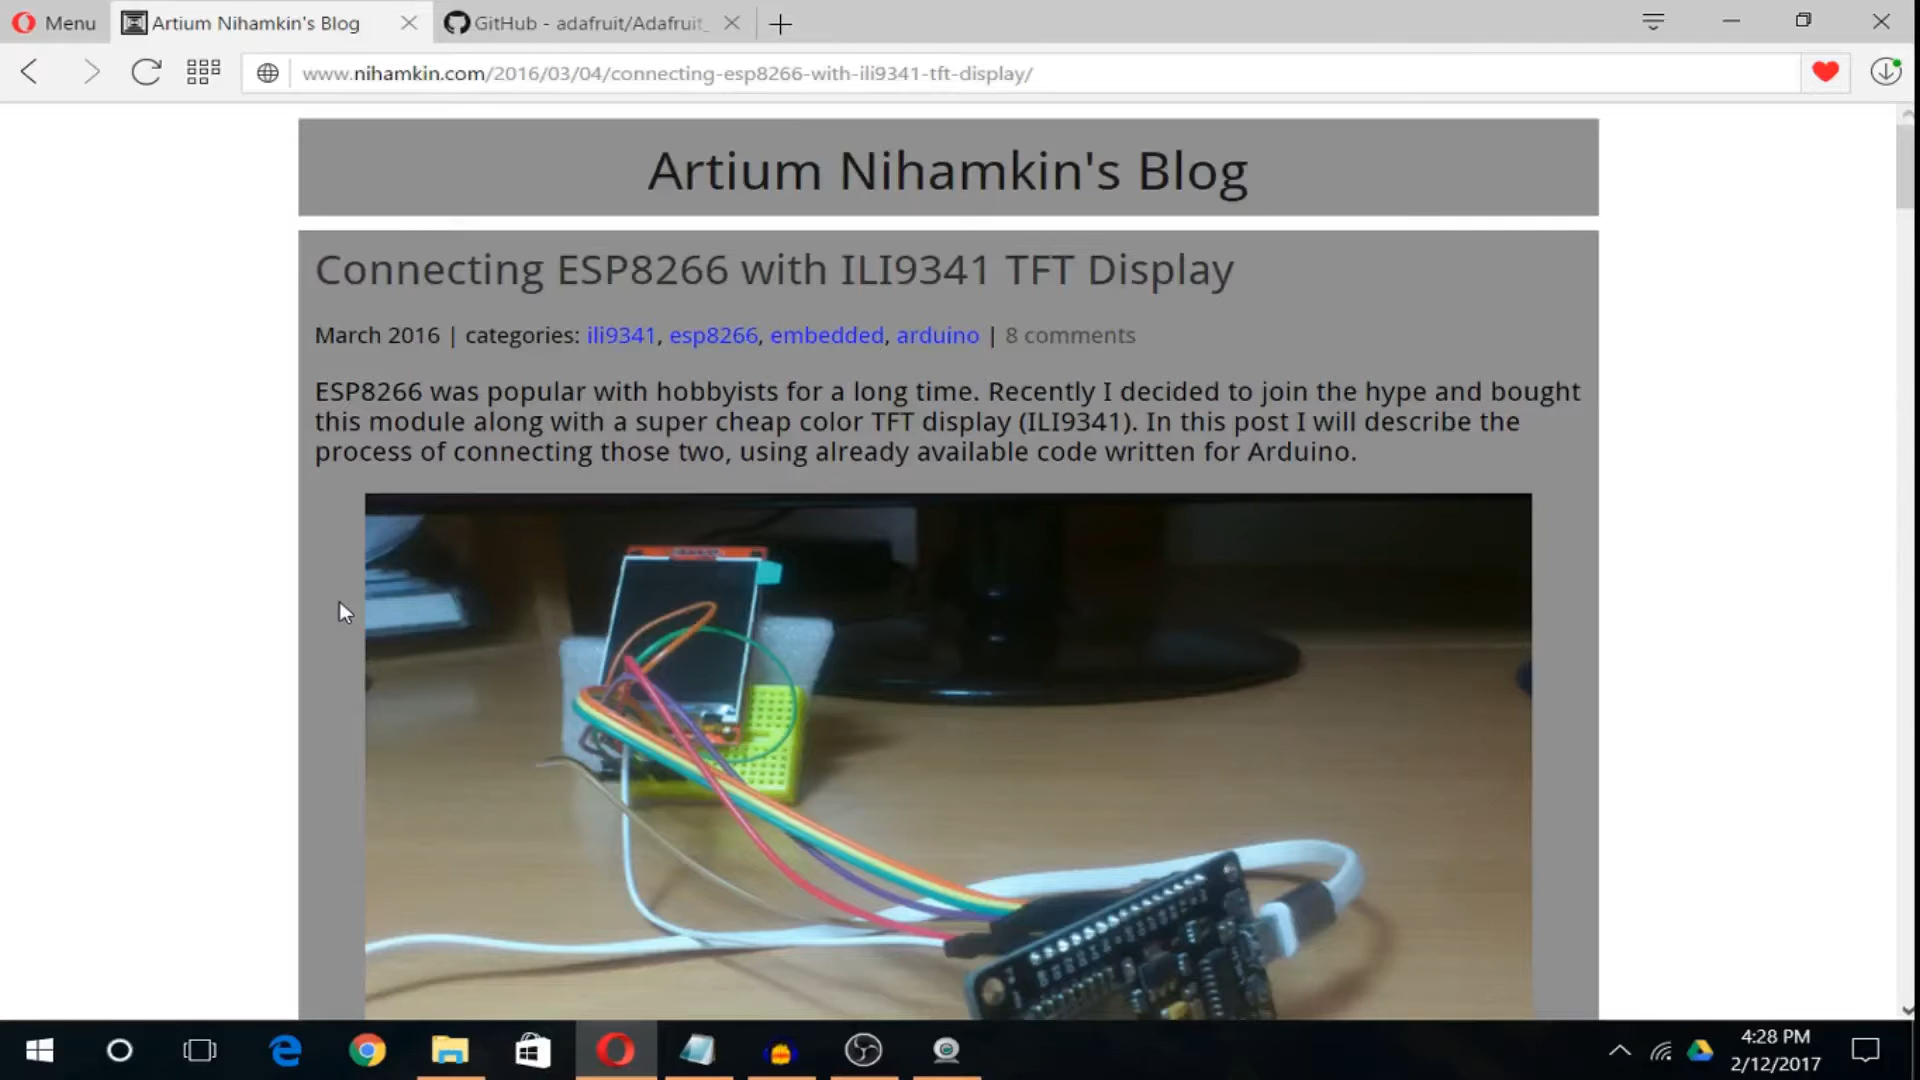 Menu
Artium Nihamkin's Blog
GitHub - adafruit/Adafruit_
www.nihamkin.com/2016/03/04/connecting-esp8266-with-ili9341-tft-display/
Artium Nihamkin's Blog
Connecting ESP8266 with ILI9341 TFT Display
March 2016 | categories: ili9341, esp8266, embedded, arduino | 8 comments
ESP8266 was popular with hobbyists for a long time. Recently I decided to join the hype and bought
this module along with a super cheap color TFT display (ILI9341). In this post I will describe the
process of connecting those two, using already available code written for Arduino.
4:28 PM
2/12/2017